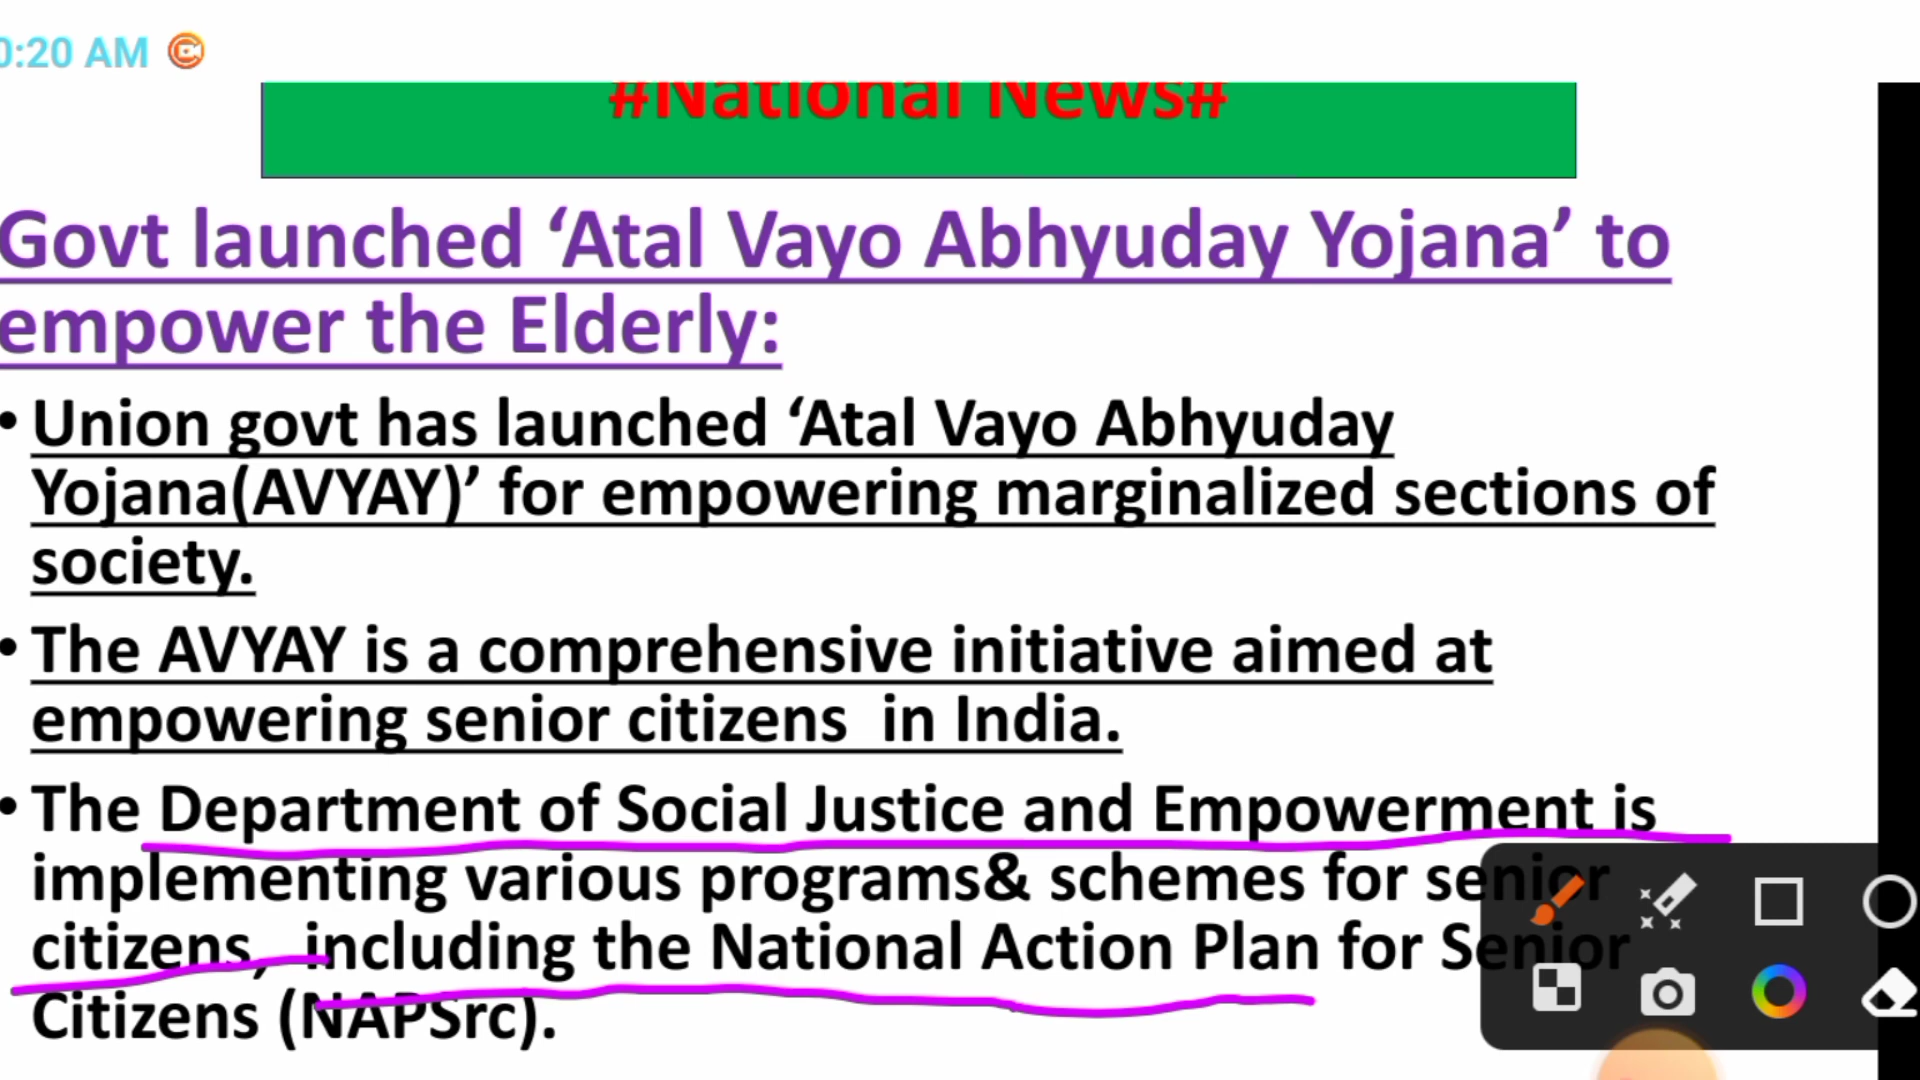 0:20 AM
#National News#
Govt launched ‘Atal Vayo Abhyuday Yojana’ to
empower the Elderly:
• Union govt has launched ‘Atal Vayo Abhyuday
Yojana(AVYAY)’ for empowering marginalized sections of
society.
• The AVYAY is a comprehensive initiative aimed at
empowering senior citizens  in India.
• The Department of Social Justice and Empowerment is
implementing various programs& schemes for senior
citizens, including the National Action Plan for Senior
Citizens (NAPSrc).